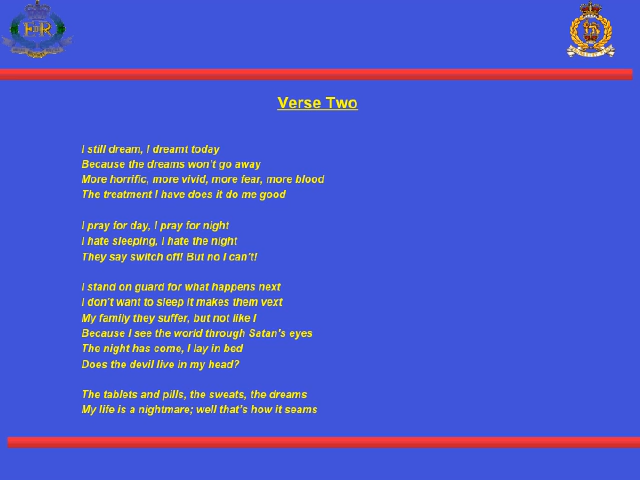 Verse Two
I still dream, I dreamt today
Because the dreams won't go away
More horrific, more vivid, more fear, more blood
The treatment I have does it do me good
I pray for day, I pray for night
I hate sleeping, I hate the night
They say switch off! But no I can't!
I stand on guard for what happens next
I don't want to sleep it makes them vext
My family they suffer, but not like I
Because I see the world through Satan's eyes
The night has come, I lay in bed
Does the devil live in my head?
The tablets and pills, the sweats, the dreams
My life is a nightmare; well that's how it seams